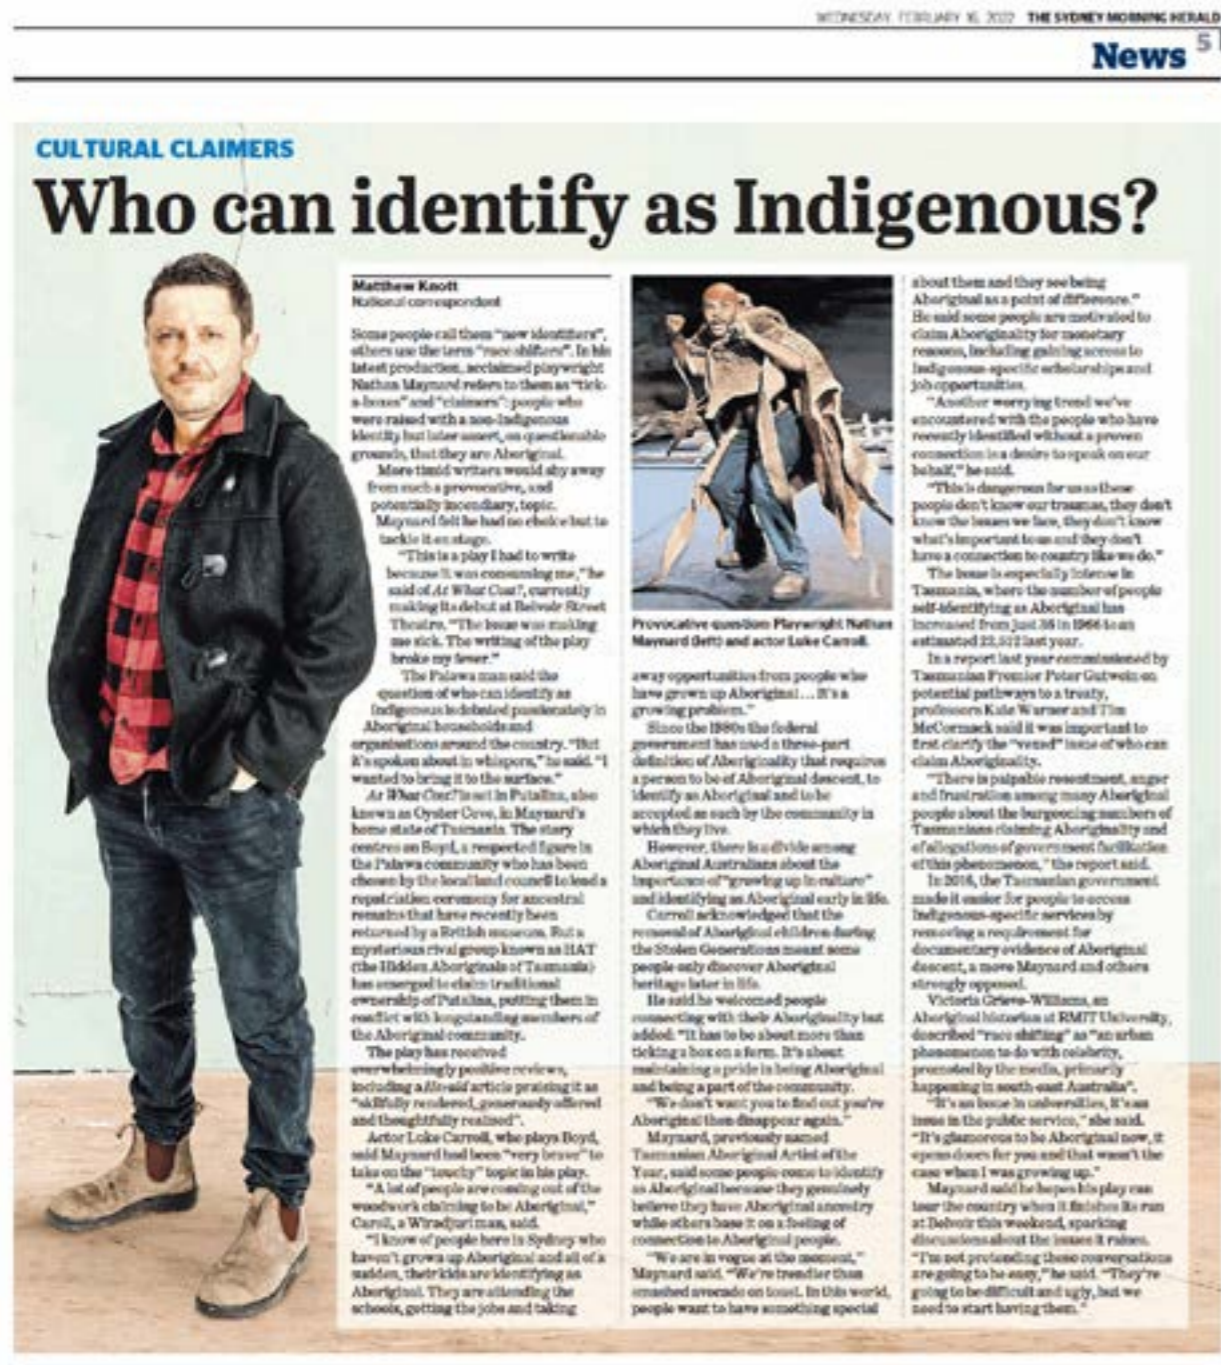 WEDNESDAY, FEBRUARY 16, 2022 THE SYDNEY MORNING HERALD
News 5
CULTURAL CLAIMERS
Who can identify as Indigenous?
Matthew Knott
National correspondent
Some people call them "new identifiers",
others use the term "race shifters". In his
latest production, acclaimed playwright
Nathan Maynard refers to them as "tick-
a-boxes" and "claimers": people who
were raised with a non-Indigenous
identity but later assert, on questionable
grounds, that they are Aboriginal.
More timid writers would shy away
from such a provocative, and
potentially incendiary, topic.
Maynard felt he had no choice but to
tackle it on stage.
"This is a play I had to write
because it was consuming me," he
said of At What Cost?, currently
making its debut at Belvoir Street
Theatre. "The issue was making
me sick. The writing of the play
broke my fever."
The Palawa man said the
question of who can identify as
Indigenous is debated passionately in
Aboriginal households and
organisations around the country. "But
it's spoken about in whispers," he said. "I
wanted to bring it to the surface."
At What Cost? is set in Putalina, also
known as Oyster Cove, in Maynard's
home state of Tasmania. The story
centres on Boyd, a respected figure in
the Palawa community who has been
chosen by the local land council to lead a
repatriation ceremony for ancestral
remains that have recently been
returned by a British museum. But a
mysterious rival group known as HAT
(the Hidden Aboriginals of Tasmania)
has emerged to claim traditional
ownership of Putalina, putting them in
conflict with longstanding members of
the Aboriginal community.
The play has received
overwhelmingly positive reviews,
including a Herald article praising it as
"skilfully rendered, generously offered
and thoughtfully realised".
Actor Luke Carroll, who plays Boyd,
said Maynard had been "very brave" to
take on the "touchy" topic in his play.
"A lot of people are coming out of the
woodwork claiming to be Aboriginal,"
Caroll, a Wiradjuri man, said.
"I know of people here in Sydney who
haven't grown up Aboriginal and all of a
sudden, their kids are identifying as
Aboriginal. They are attending the
schools, getting the jobs and taking
Provocative question: Playwright Nathan
Maynard (left) and actor Luke Carroll.
away opportunities from people who
have grown up Aboriginal ... It's a
growing problem."
Since the 1980s the federal
government has used a three-part
definition of Aboriginality that requires
a person to be of Aboriginal descent, to
identify as Aboriginal and to be
accepted as such by the community in
which they live.
However, there is a divide among
Aboriginal Australians about the
importance of "growing up in culture"
and identifying as Aboriginal early in life.
Carroll acknowledged that the
removal of Aboriginal children during
the Stolen Generations meant some
people only discover Aboriginal
heritage later in life.
He said he welcomed people
connecting with their Aboriginality but
added: "It has to be about more than
ticking a box on a form. It's about
maintaining a pride in being Aboriginal
and being a part of the community.
"We don't want you to find out you're
Aboriginal then disappear again."
Maynard, previously named
Tasmanian Aboriginal Artist of the
Year, said some people come to identify
as Aboriginal because they genuinely
believe they have Aboriginal ancestry
while others base it on a feeling of
connection to Aboriginal people.
"We are in vogue at the moment,"
Maynard said. "We're trendier than
smashed avocado on toast. In this world,
people want to have something special
about them and they see being
Aboriginal as a point of difference."
He said some people are motivated to
claim Aboriginality for monetary
reasons, including gaining access to
Indigenous-specific scholarships and
job opportunities.
"Another worrying trend we've
encountered with the people who have
recently identified without a proven
connection is a desire to speak on our
behalf," he said.
"This is dangerous for us as these
people don't know our traumas, they don't
know the issues we face, they don't know
what's important to us and they don't
have a connection to country like we do."
The issue is especially intense in
Tasmania, where the number of people
self-identifying as Aboriginal has
increased from just 36 in 1966 to an
estimated last year.
In a report last year commissioned by
Tasmanian Premier Peter Gutwein on
potential pathways to a treaty,
professors Kate Warner and Tim
McCormack said it was important to
first clarify the "vexed" issue of who can
claim Aboriginality.
"There is palpable resentment, anger
and frustration among many Aboriginal
people about the burgeoning numbers of
Tasmanians claiming Aboriginality and
of allegations of government facilitation
of this phenomenon," the report said.
In 2016, the Tasmanian government
made it easier for people to access
Indigenous-specific services by
removing a requirement for
documentary evidence of Aboriginal
descent, a move Maynard and others
strongly opposed.
Victoria Grieve-Williams, an
Aboriginal historian at RMIT University,
described "race shifting" as "an urban
phenomenon to do with celebrity,
promoted by the media, primarily
happening in south-east Australia".
"It's an issue in universities, it's an
issue in the public service," she said.
"It's glamorous to be Aboriginal now, it
opens doors for you and that wasn't the
case when I was growing up."
Maynard said he hopes his play can
tour the country when it finishes its run
at Belvoir this weekend, sparking
discussions about the issues it raises.
"I'm not pretending these conversations
are going to be easy," he said. "They're
going to be difficult and ugly, but we
need to start having them."